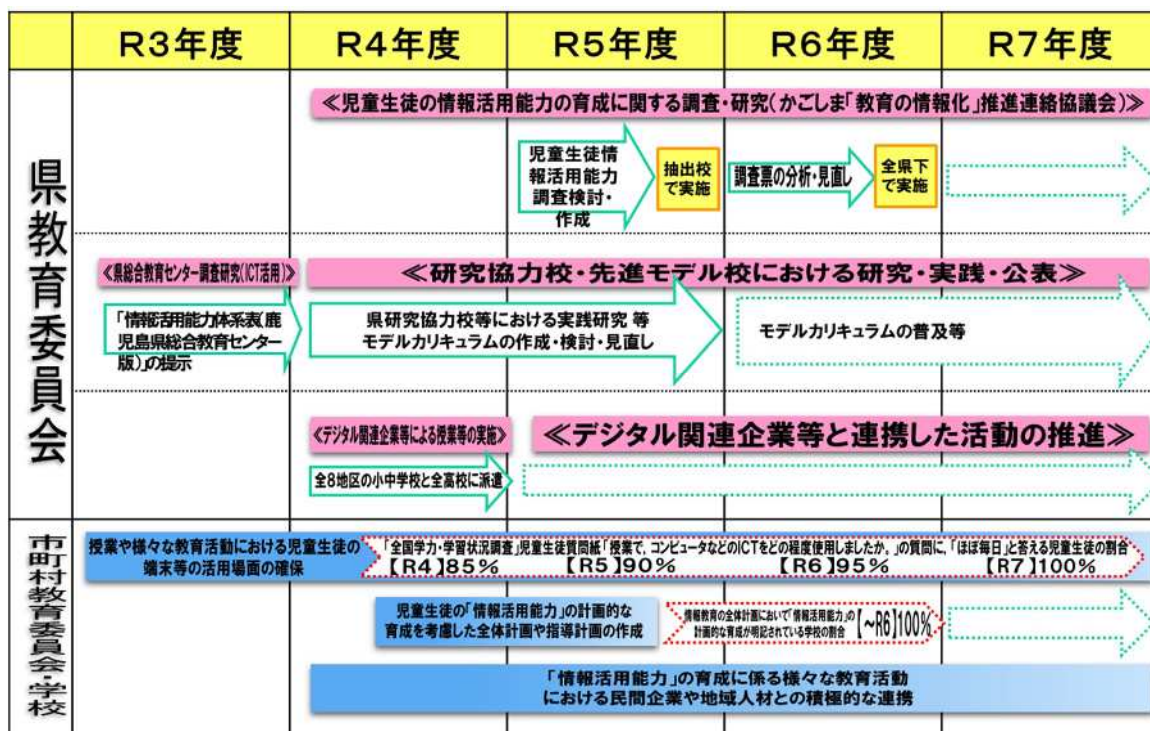 R3年度
R4年度
R5年度
R6年度
R7年度
県教育委員会
≪児童生徒の情報活用能力の育成に関する調査・研究(かごしま「教育の情報化」推進連絡協議会)≫
児童生徒情
報活用能力
調査検討・
作成
抽出校
で実施
調査票の分析・見直し
全県下
で実施
≪県総合教育センター調査研究(ICT活用)≫
≪研究協力校・先進モデル校における研究・実践・公表≫
「情報活用能力体系表(鹿
児島県総合教育センター
版)」の提示
県研究協力校等における実践研究 等
モデルカリキュラムの作成・検討・見直し
モデルカリキュラムの普及等
≪デジタル関連企業等による授業等の実施≫
≪デジタル関連企業等と連携した活動の推進≫
全8地区の小中学校と全高校に派遣
市町村教育委員会・学校
授業や様々な教育活動における児童生徒の
端末等の活用場面の確保
「全国学力・学習状況調査」児童生徒質問紙「授業で、コンピュータなどのICTをどの程度使用しましたか。」の質問に、「ほぼ毎日」と答える児童生徒の割合
【R4】85% 【R5】90% 【R6】95% 【R7】100%
児童生徒の「情報活用能力」の計画的な
育成を考慮した全体計画や指導計画の作成
情報教育の全体計画において「情報活用能力」の
計画的な育成が明記されている学校の割合
【~R6】100%
「情報活用能力」の育成に係る様々な教育活動
における民間企業や地域人材との積極的な連携